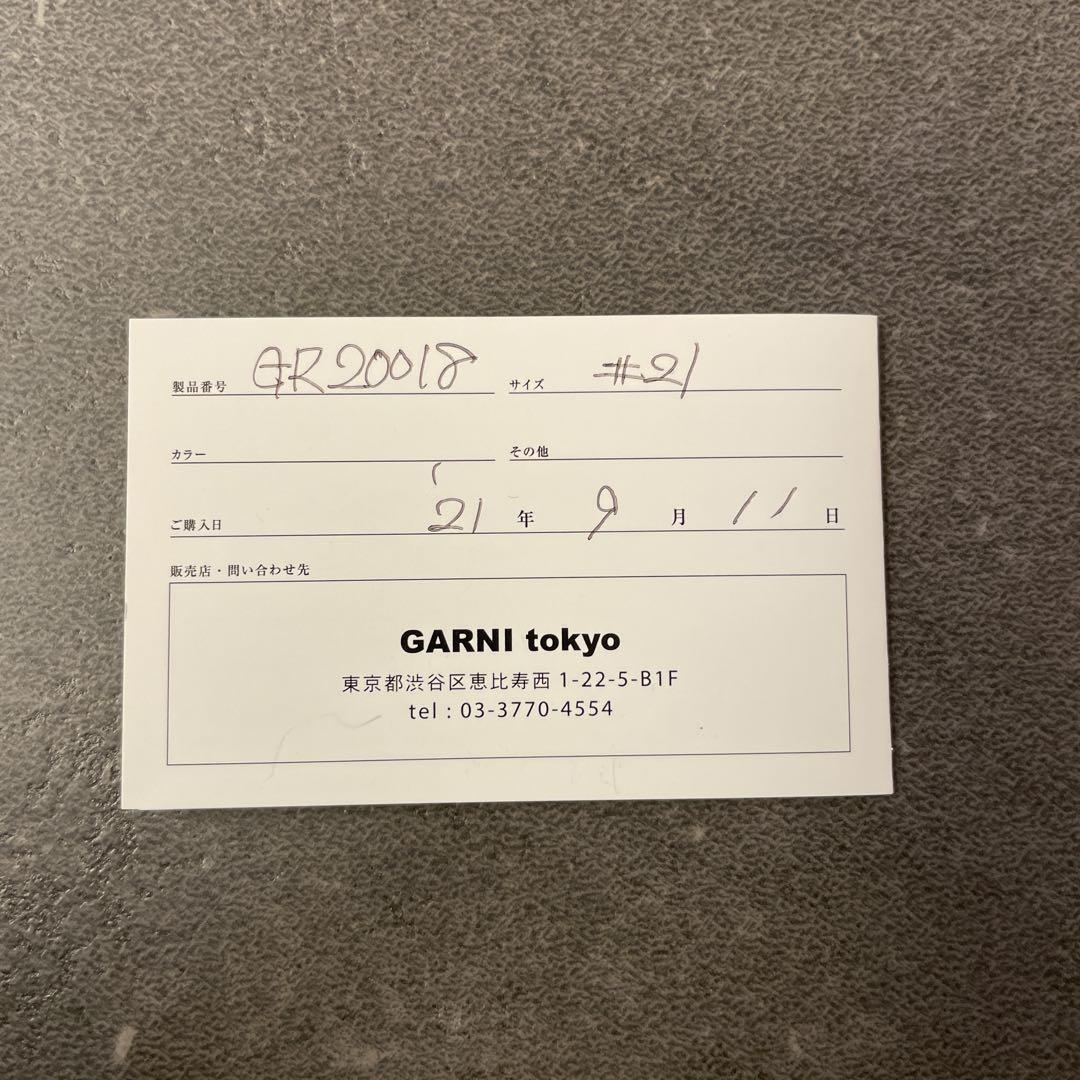 製品番号 GR20018 サイズ #21
カラー その他
ご購入日 '21 年 9 月 11 日
販売店・問い合わせ先
GARNI tokyo
東京都渋谷区恵比寿西 1-22-5-B1F
tel : 03-3770-4554